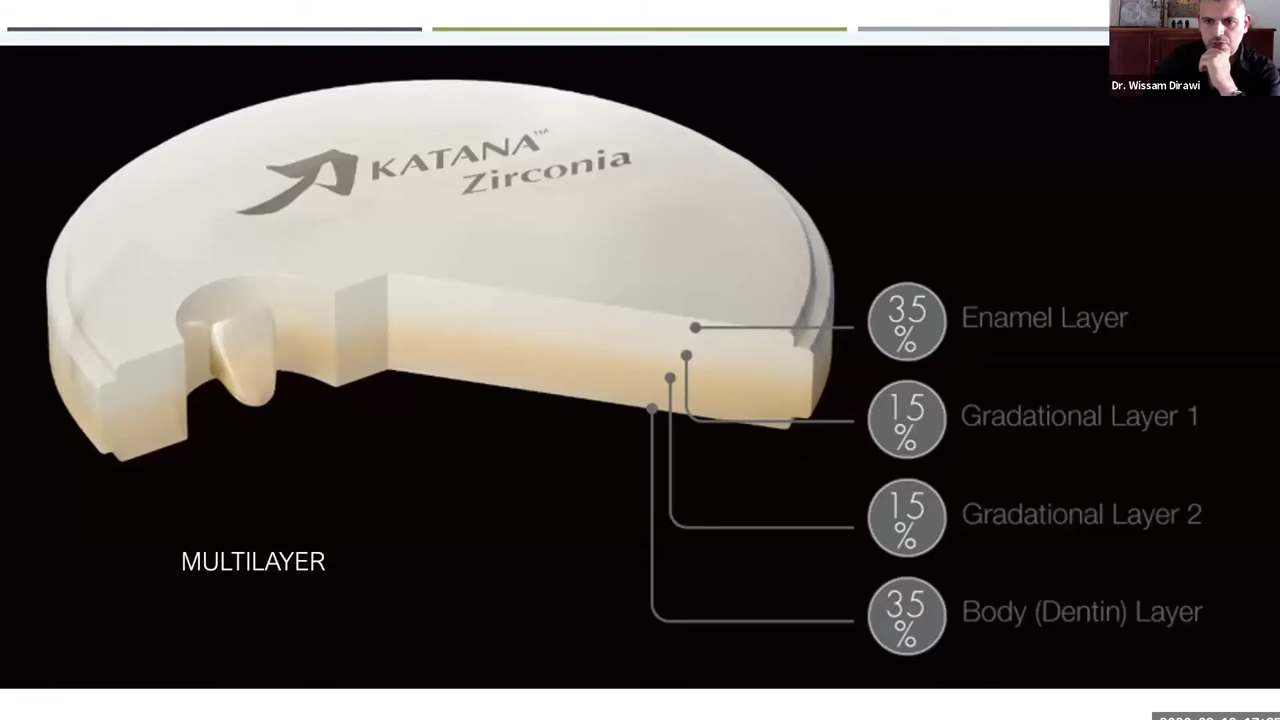 Dr. Wissam Dirawi
KATANA™
Zirconia
35
%
Enamel Layer
15
%
Gradational Layer 1
15
%
Gradational Layer 2
MULTILAYER
35
%
Body (Dentin) Layer